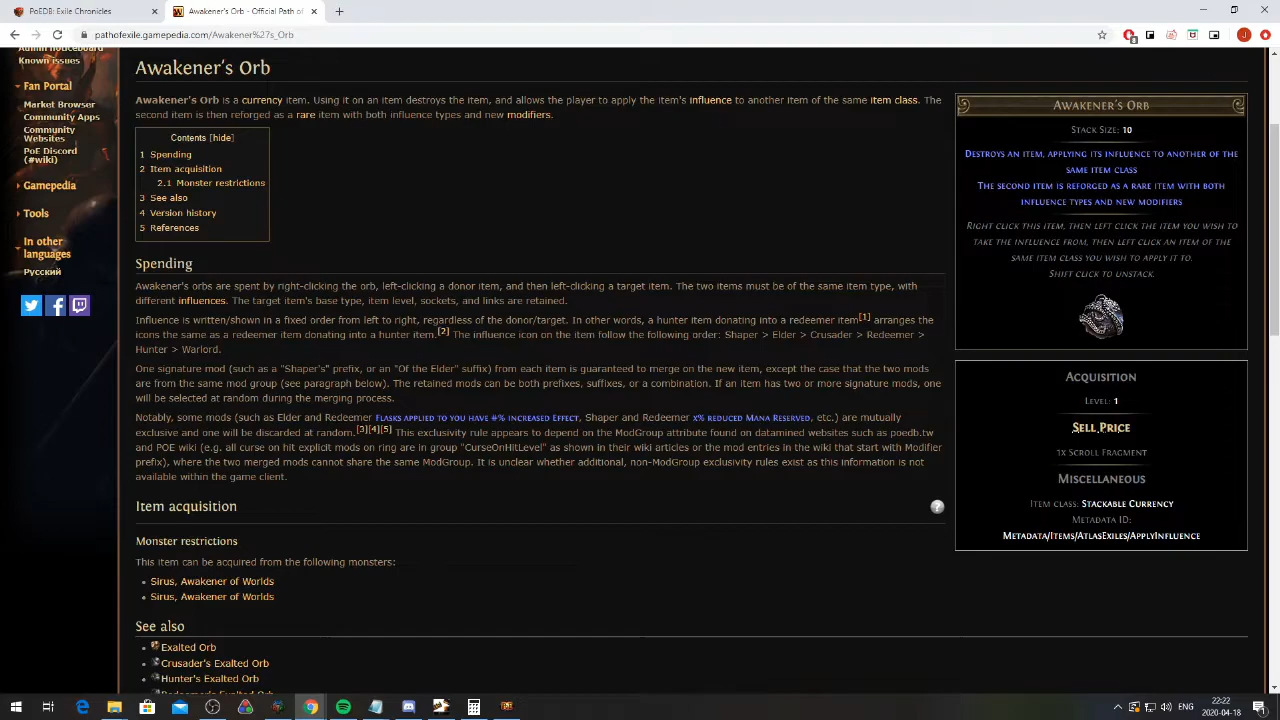 PoEDB: Exile Chronicles
Awakener's Orb - Official Path of
pathofexile.gamepedia.com/Awakener%27s_Orb
Admin noticeboard
Known issues
Fan Portal
Market Browser
Community Apps
Community
Websites
PoE Discord
(#wiki)
Gamepedia
Tools
In other
languages
Русский
Awakener's Orb
Awakener's Orb is a currency item. Using it on an item destroys the item, and allows the player to apply the item's influence to another item of the same item class. The
second item is then reforged as a rare item with both influence types and new modifiers.
Contents [hide]
1 Spending
2 Item acquisition
2.1 Monster restrictions
3 See also
4 Version history
5 References
Spending
Awakener's orbs are spent by right-clicking the orb, left-clicking a donor item, and then left-clicking a target item. The two items must be of the same item type, with
different influences. The target item's base type, item level, sockets, and links are retained.
Influence is written/shown in a fixed order from left to right, regardless of the donor/target. In other words, a hunter item donating into a redeemer item[1] arranges the
icons the same as a redeemer item donating into a hunter item.[2] The influence icon on the item follow the following order: Shaper > Elder > Crusader > Redeemer >
Hunter > Warlord.
One signature mod (such as a "Shaper's" prefix, or an "Of the Elder" suffix) from each item is guaranteed to merge on the new item, except the case that the two mods
are from the same mod group (see paragraph below). The retained mods can be both prefixes, suffixes, or a combination. If an item has two or more signature mods, one
will be selected at random during the merging process.
Notably, some mods (such as Elder and Redeemer Flasks applied to you have #% increased Effect, Shaper and Redeemer x% reduced Mana Reserved, etc.) are mutually
exclusive and one will be discarded at random.[3][4][5] This exclusivity rule appears to depend on the ModGroup attribute found on datamined websites such as poedb.tw
and POE wiki (e.g. all curse on hit explicit mods on ring are in group "CurseOnHitLevel" as shown in their wiki articles or the mod entries in the wiki that start with Modifier
prefix), where the two merged mods cannot share the same ModGroup. It is unclear whether additional, non-ModGroup exclusivity rules exist as this information is not
available within the game client.
Item acquisition
?
Monster restrictions
This item can be acquired from the following monsters:
Sirus, Awakener of Worlds
Sirus, Awakener of Worlds
See also
Exalted Orb
Crusader's Exalted Orb
Hunter's Exalted Orb
Redeemer's Exalted Orb
Awakener's Orb
Stack Size: 10
Destroys an item, applying its influence to another of the
same item class
The second item is reforged as a rare item with both
influence types and new modifiers
Right click this item, then left click the item you wish to
take the influence from, then left click an item of the
same item class you wish to apply it to.
Shift click to unstack.
Acquisition
Level: 1
Sell Price
1x Scroll Fragment
Miscellaneous
Item class: Stackable Currency
Metadata ID:
Metadata/Items/AtlasExiles/ApplyInfluence
ENG
22:22
2020-04-18